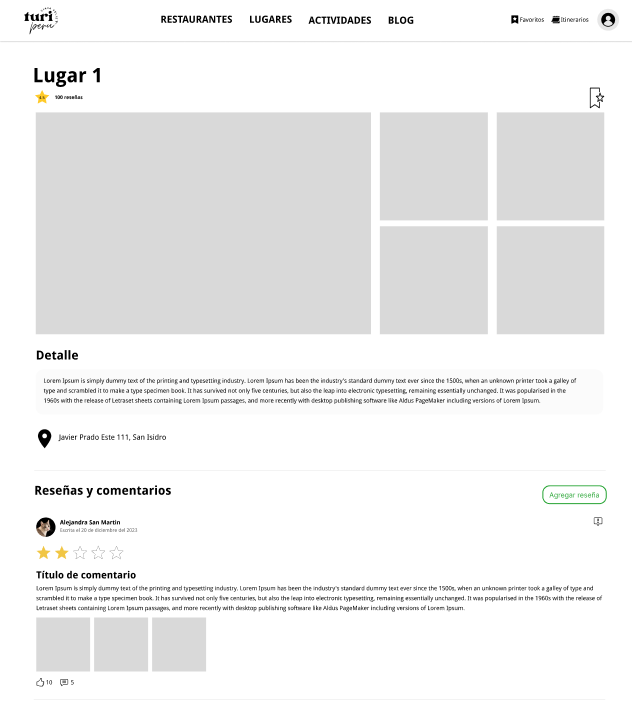 turi
perú
RESTAURANTES LUGARES ACTIVIDADES BLOG
Favoritos Itinerarios
Lugar 1
100 reseñas
Detalle
Lorem Ipsum is simply dummy text of the printing and typesetting industry. Lorem Ipsum has been the industry's standard dummy text ever since the 1500s, when an unknown printer took a galley of
type and scrambled it to make a type specimen book. It has survived not only five centuries, but also the leap into electronic typesetting, remaining essentially unchanged. It was popularised in the
1960s with the release of Letraset sheets containing Lorem Ipsum passages, and more recently with desktop publishing software like Aldus PageMaker including versions of Lorem Ipsum.
Javier Prado Este 111, San Isidro
Reseñas y comentarios
Agregar reseña
Alejandra San Martin
Escrita el 20 de diciembre del 2023
Título de comentario
Lorem Ipsum is simply dummy text of the printing and typesetting industry. Lorem Ipsum has been the industry's standard dummy text ever since the 1500s, when an unknown printer took a galley of type and
scrambled it to make a type specimen book. It has survived not only five centuries, but also the leap into electronic typesetting, remaining essentially unchanged. It was popularised in the 1960s with the release of
Letraset sheets containing Lorem Ipsum passages, and more recently with desktop publishing software like Aldus PageMaker including versions of Lorem Ipsum.
10 5